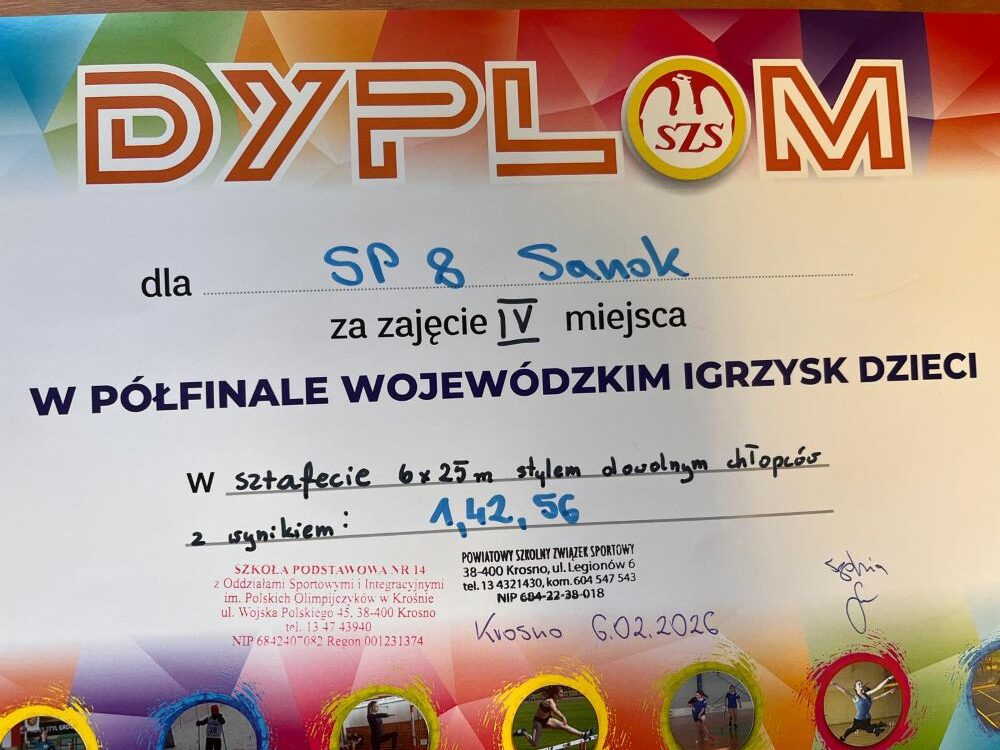 DYPLOM
SZS
dla SP 8 Sanok
za zajęcie IV miejsca
W PÓŁFINALE WOJEWÓDZKIM IGRZYSK DZIECI
w sztafecie 6x25m stylem dowolnym chłopców
z wynikiem: 1,42,56
SZKOŁA PODSTAWOWA NR 14
z Oddziałami Sportowymi i Integracyjnymi
im. Polskich Olimpijczyków w Krośnie
ul. Wojska Polskiego 45, 38-400 Krosno
tel. 13 47 43940
NIP 6842407082 Regon 001231374
POWIATOWY SZKOLNY ZWIĄZEK SPORTOWY
38-400 Krosno, ul. Legionów 6
tel. 13 4321430, kom. 604 547 543
NIP 684-22-38-018
Krosno 6.02.2026